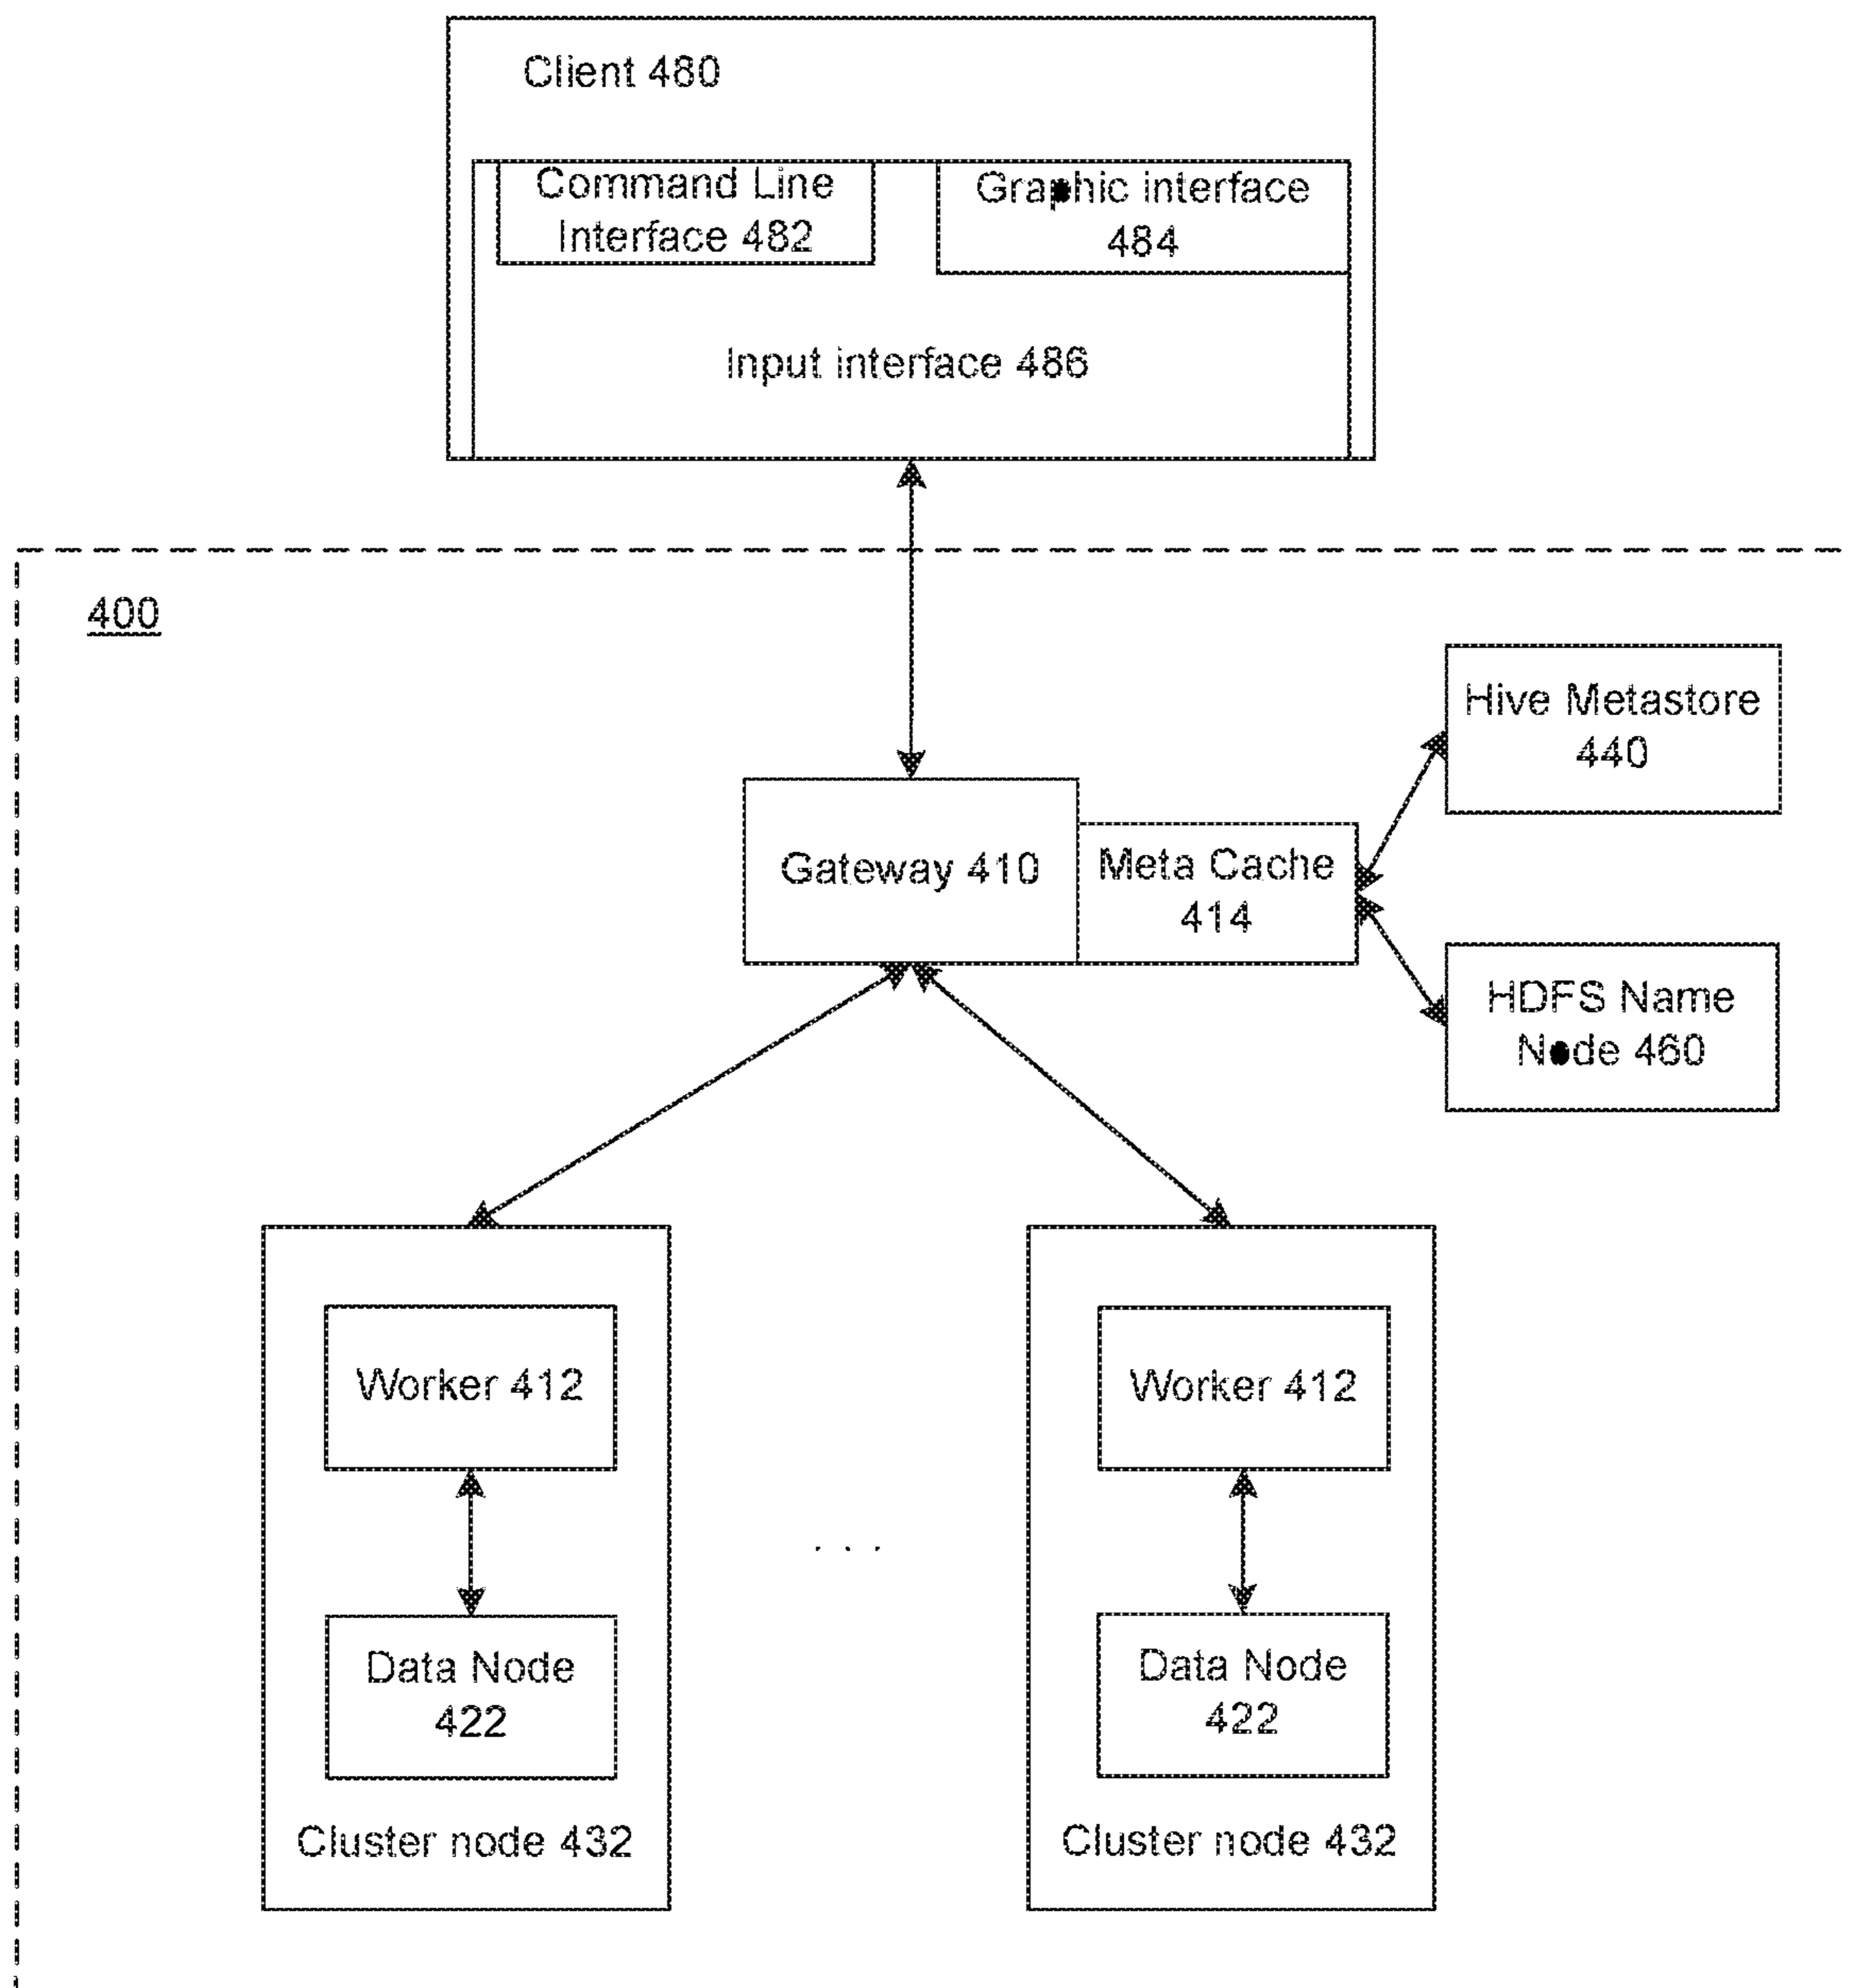 Client 480
Command Line
Interface 482
Graphic interface
484
Input interface 486
400
Hive Metastore
440
Gateway 410
Meta Cache
414
HDFS Name
Node 460
Worker 412
Data Node
422
Cluster node 432
. . .
Worker 412
Data Node
422
Cluster node 432